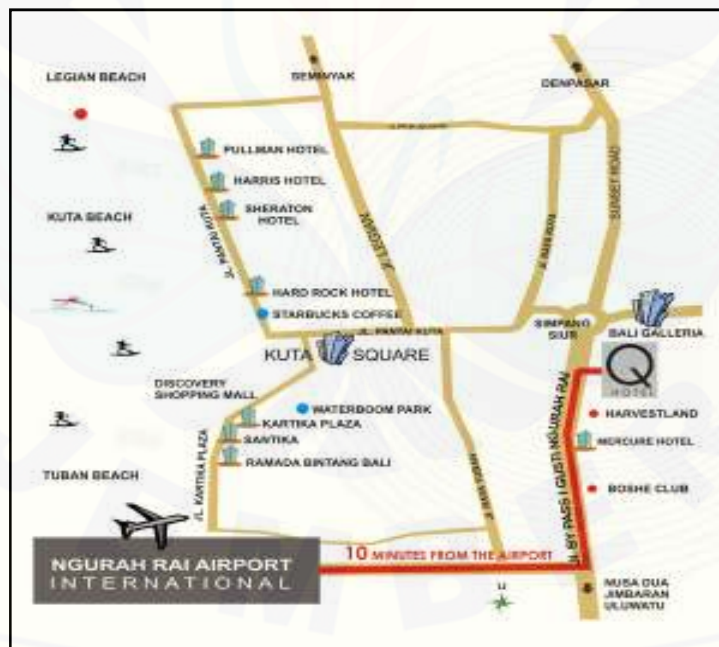 SEMINYAK
LEGIAN BEACH
DENPASAR
PULLMAN HOTEL
HARRIS HOTEL
SUNSET ROAD
SHERATON
HOTEL
KUTA BEACH
JL. PANTAI KUTA
JL LEGIAN
HARD ROCK HOTEL
STARBUCKS COFFEE
JL. PANTAI KUTA
SIMPANG
SIUR
BALI GALLERIA
KUTA SQUARE
Q
HOTEL
DISCOVERY
SHOPPING MALL
WATERBOOM PARK
HARVESTLAND
KARTIKA PLAZA
SANTIKA
MERCURE HOTEL
RAMADA BINTANG BALI
JL. KARTIKA PLAZA
JL BY PASS I GUSTI NGURAH RAI
TUBAN BEACH
BOSHE CLUB
10 MINUTES FROM THE AIRPORT
NGURAH RAI AIRPORT
INTERNATIONAL
NUSA DUA
JIMBARAN
ULUWATU